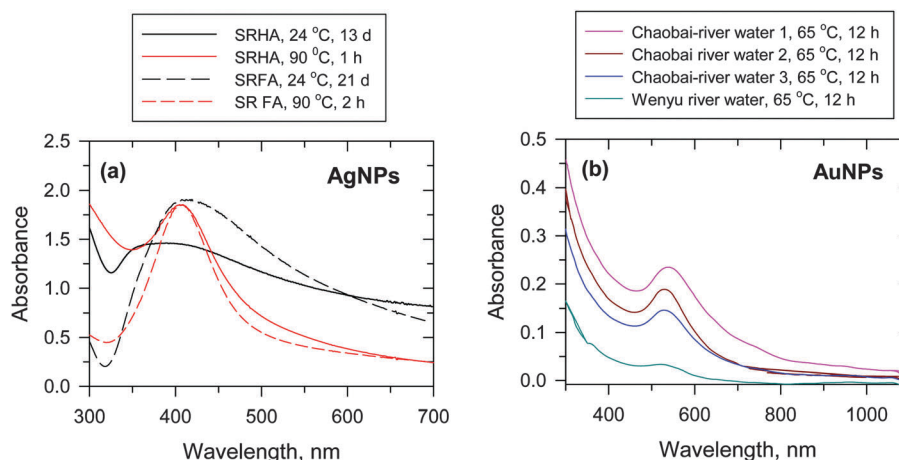 SRHA, 24 °C, 13 d
SRHA, 90 °C, 1 h
SRFA, 24 °C, 21 d
SR FA, 90 °C, 2 h
Chaobai-river water 1, 65 °C, 12 h
Chaobai river water 2, 65 °C, 12 h
Chaobai-river water 3, 65 °C, 12 h
Wenyu river water, 65 °C, 12 h
(a)
AgNPs
Absorbance
2.5
2.0
1.5
1.0
0.5
0.0
300
400
500
600
700
Wavelength, nm
(b)
AuNPs
Absorbance
0.5
0.4
0.3
0.2
0.1
0.0
400
600
800
1000
Wavelength, nm